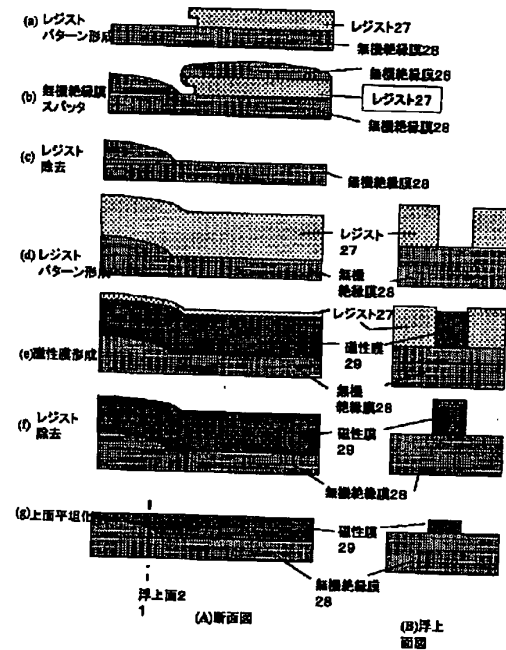 (a) レジスト
パターン形成
レジスト27
無機絶縁膜28
無機絶縁膜28
(b) 無機絶縁膜
スパッタ
レジスト27
無機絶縁膜28
(c) レジスト
除去
無機絶縁膜28
(d) レジスト
パターン形成
レジスト
27
無機
絶縁膜28
(e)磁性膜形成
レジスト27
磁性膜
29
無機
絶縁膜28
(f) レジスト
除去
磁性膜
29
無機絶縁膜28
(g)上面平坦化
磁性膜
29
無機絶縁膜
28
浮上面2
1
(A)断面図
(B)浮上
面図